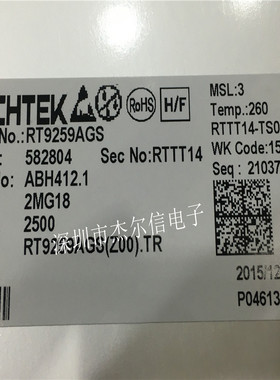 CHTEK
RoHS
H/F
MSL:3
Temp.:260
No.:RT9259AGS
RTTT14-TS0
: 582804 Sec No:RTTT14
WK Code:15
o: ABH412.1
Seq : 21037
2MG18
2500
深圳市杰尔信电子
RT9259AGS(Z00).TR
2015/12
P04613